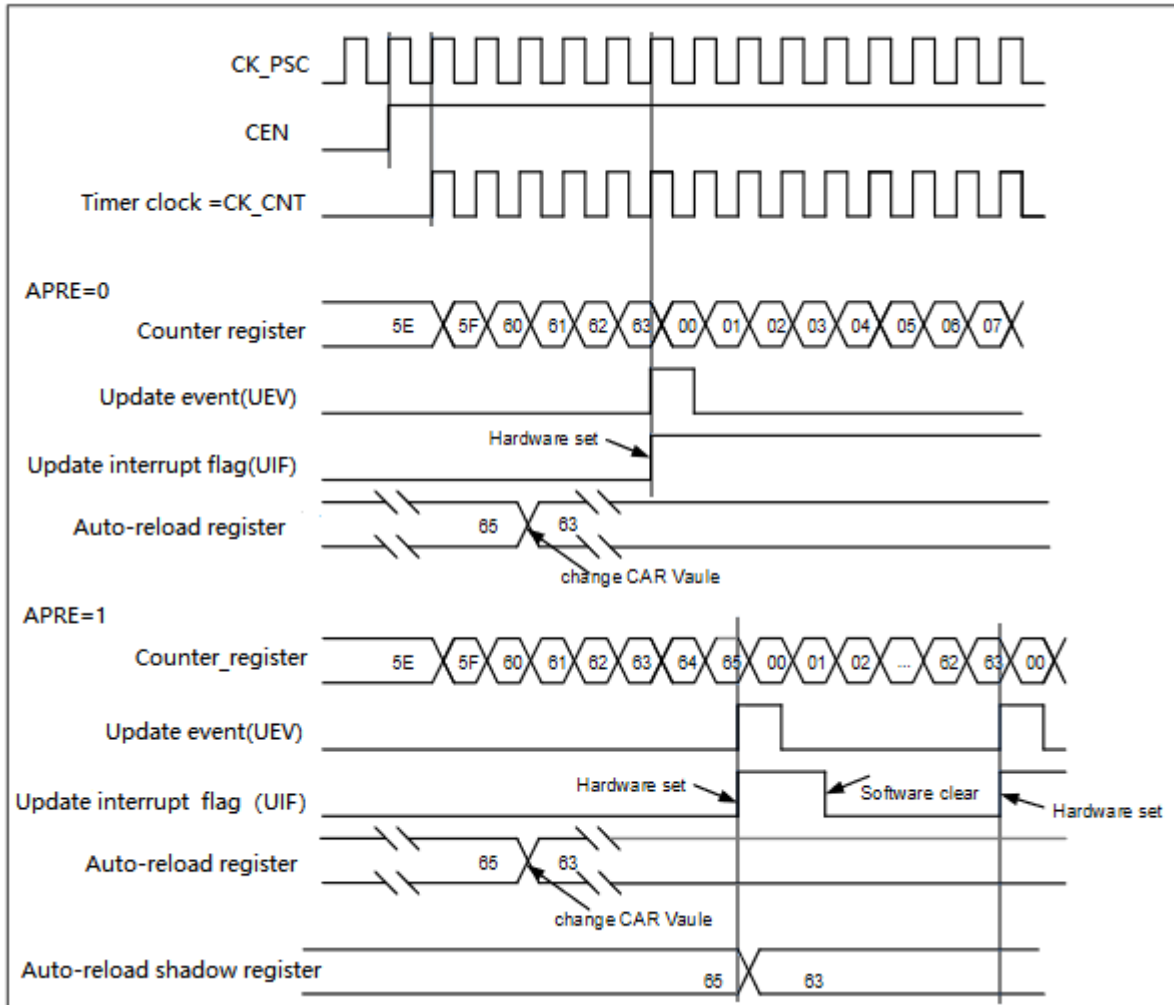 CK_PSC
CEN
Timer clock =CK_CNT
APRE=0
Counter register 5E 5F 60 61 62 63 00 01 02 03 04 05 06 07
Update event(UEV)
Hardware set
Update interrupt flag(UIF)
Auto-reload register 65 63
change CAR Vaule
APRE=1
Counter_register 5E 5F 60 61 62 63 64 65 00 01 02 ... 62 63 00
Update event(UEV)
Hardware set
Software clear
Update interrupt flag (UIF)
Hardware set
Auto-reload register 65 63
change CAR Vaule
Auto-reload shadow register 65 63